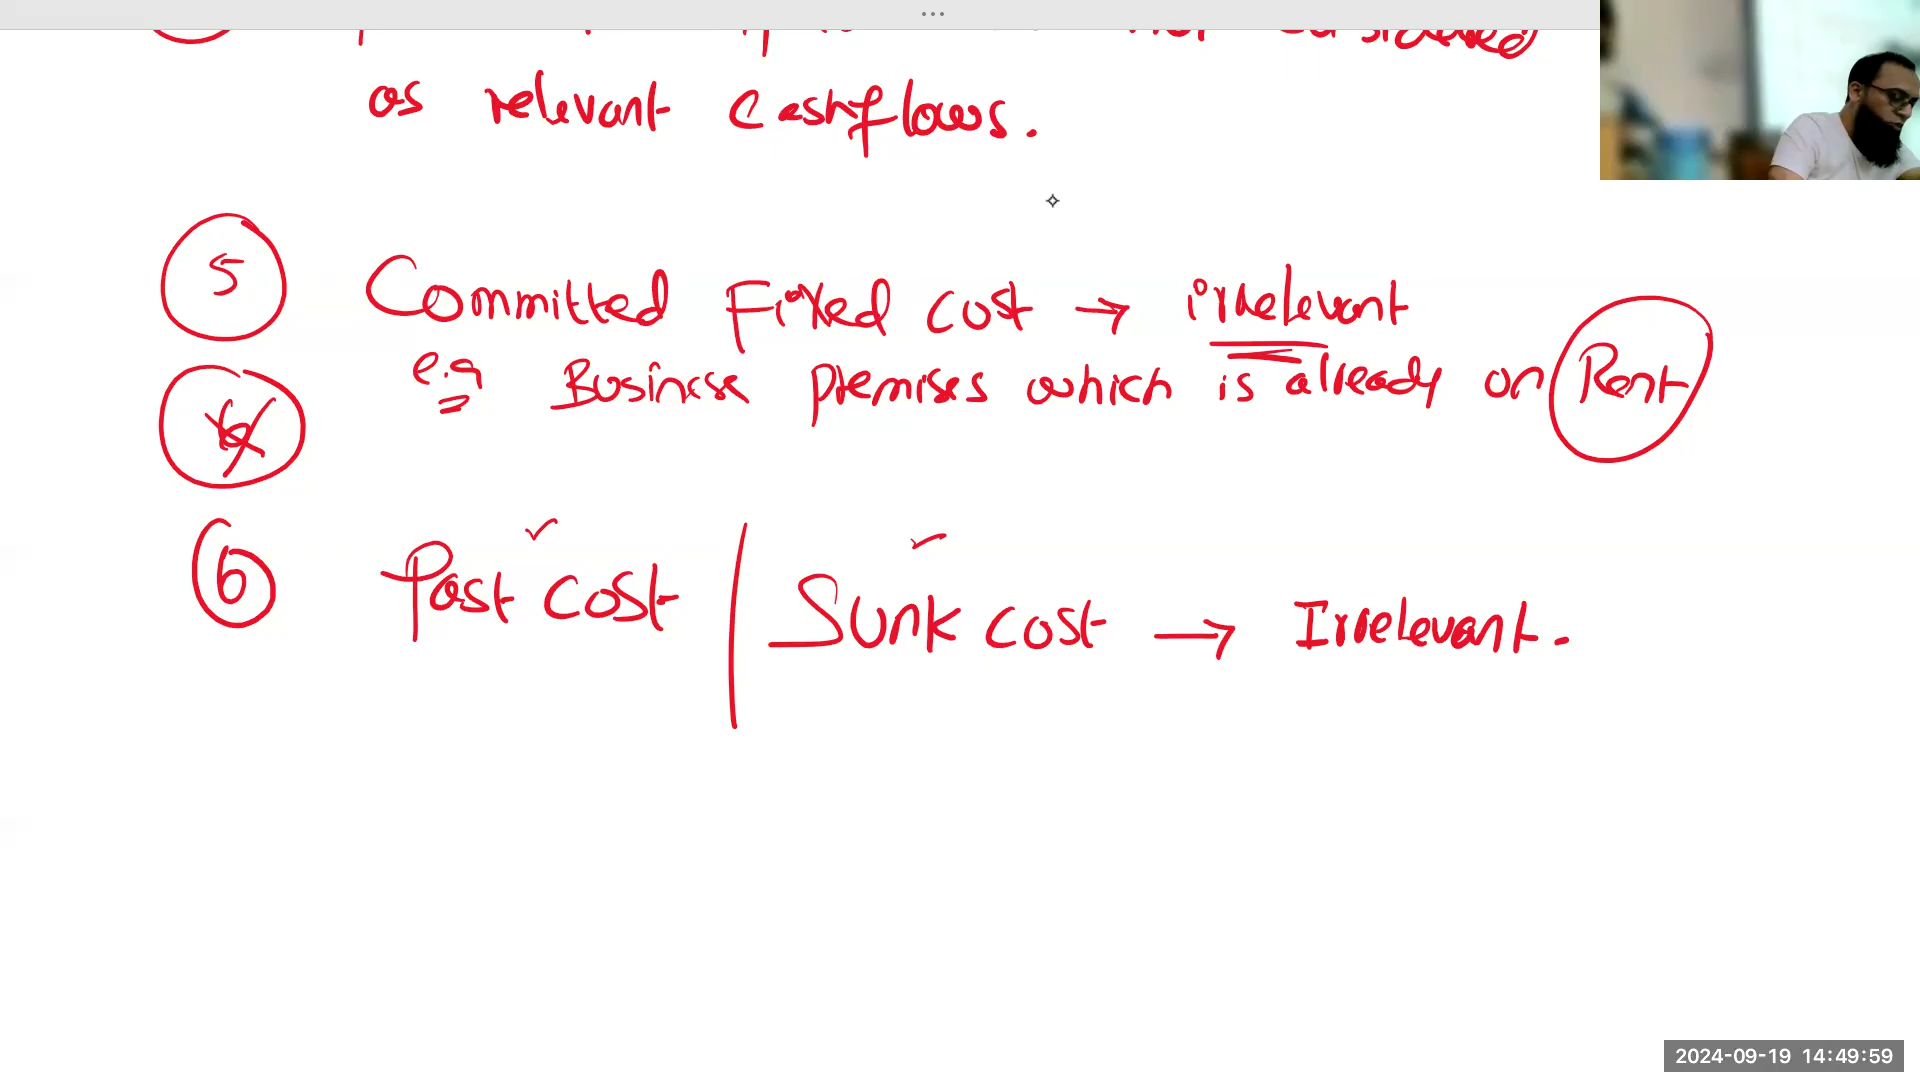 as relevant Cashflows.
5 Committed Fixed cost → irrelevant
e.g Business premises which is already on Rent
6 Past cost | Sunk cost → Irrelevant.
2024-09-19 14:49:59